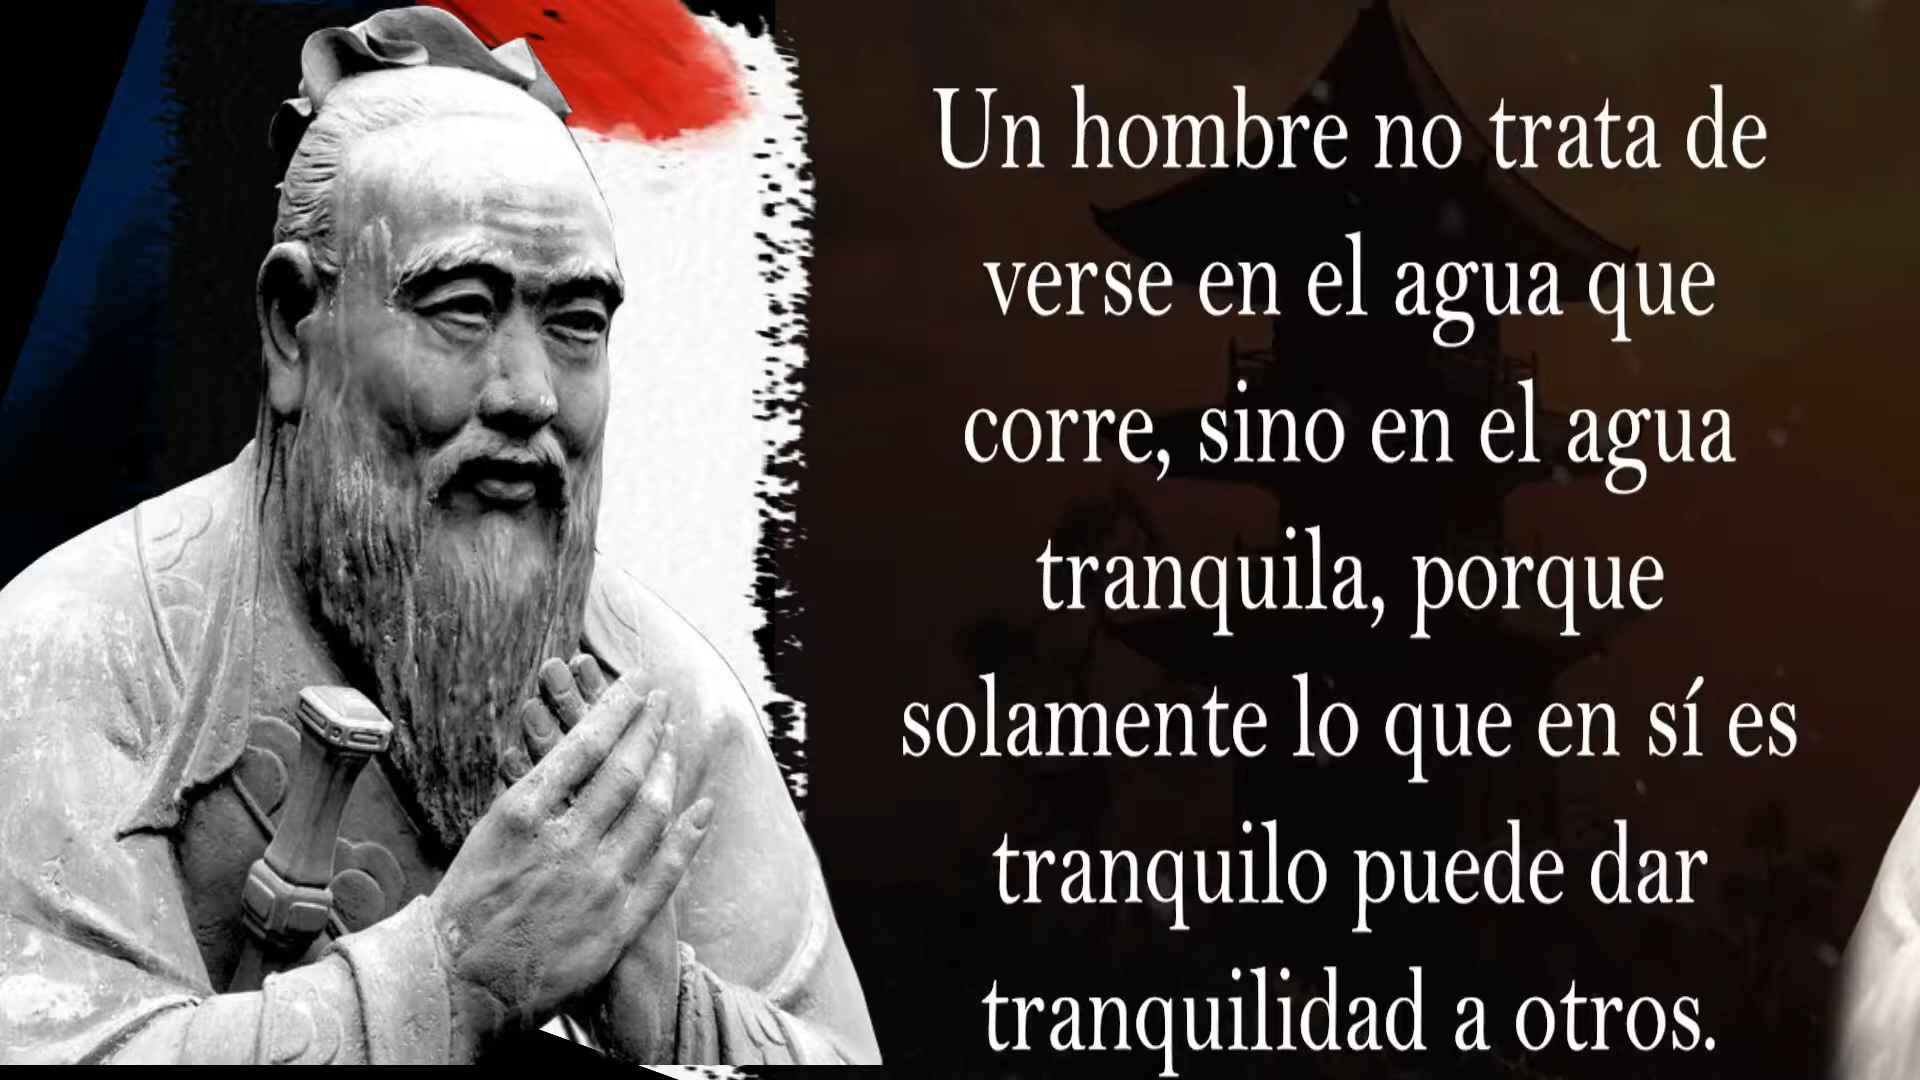 Un hombre no trata de
verse en el agua que
corre, sino en el agua
tranquila, porque
solamente lo que en sí es
tranquilo puede dar
tranquilidad a otros.